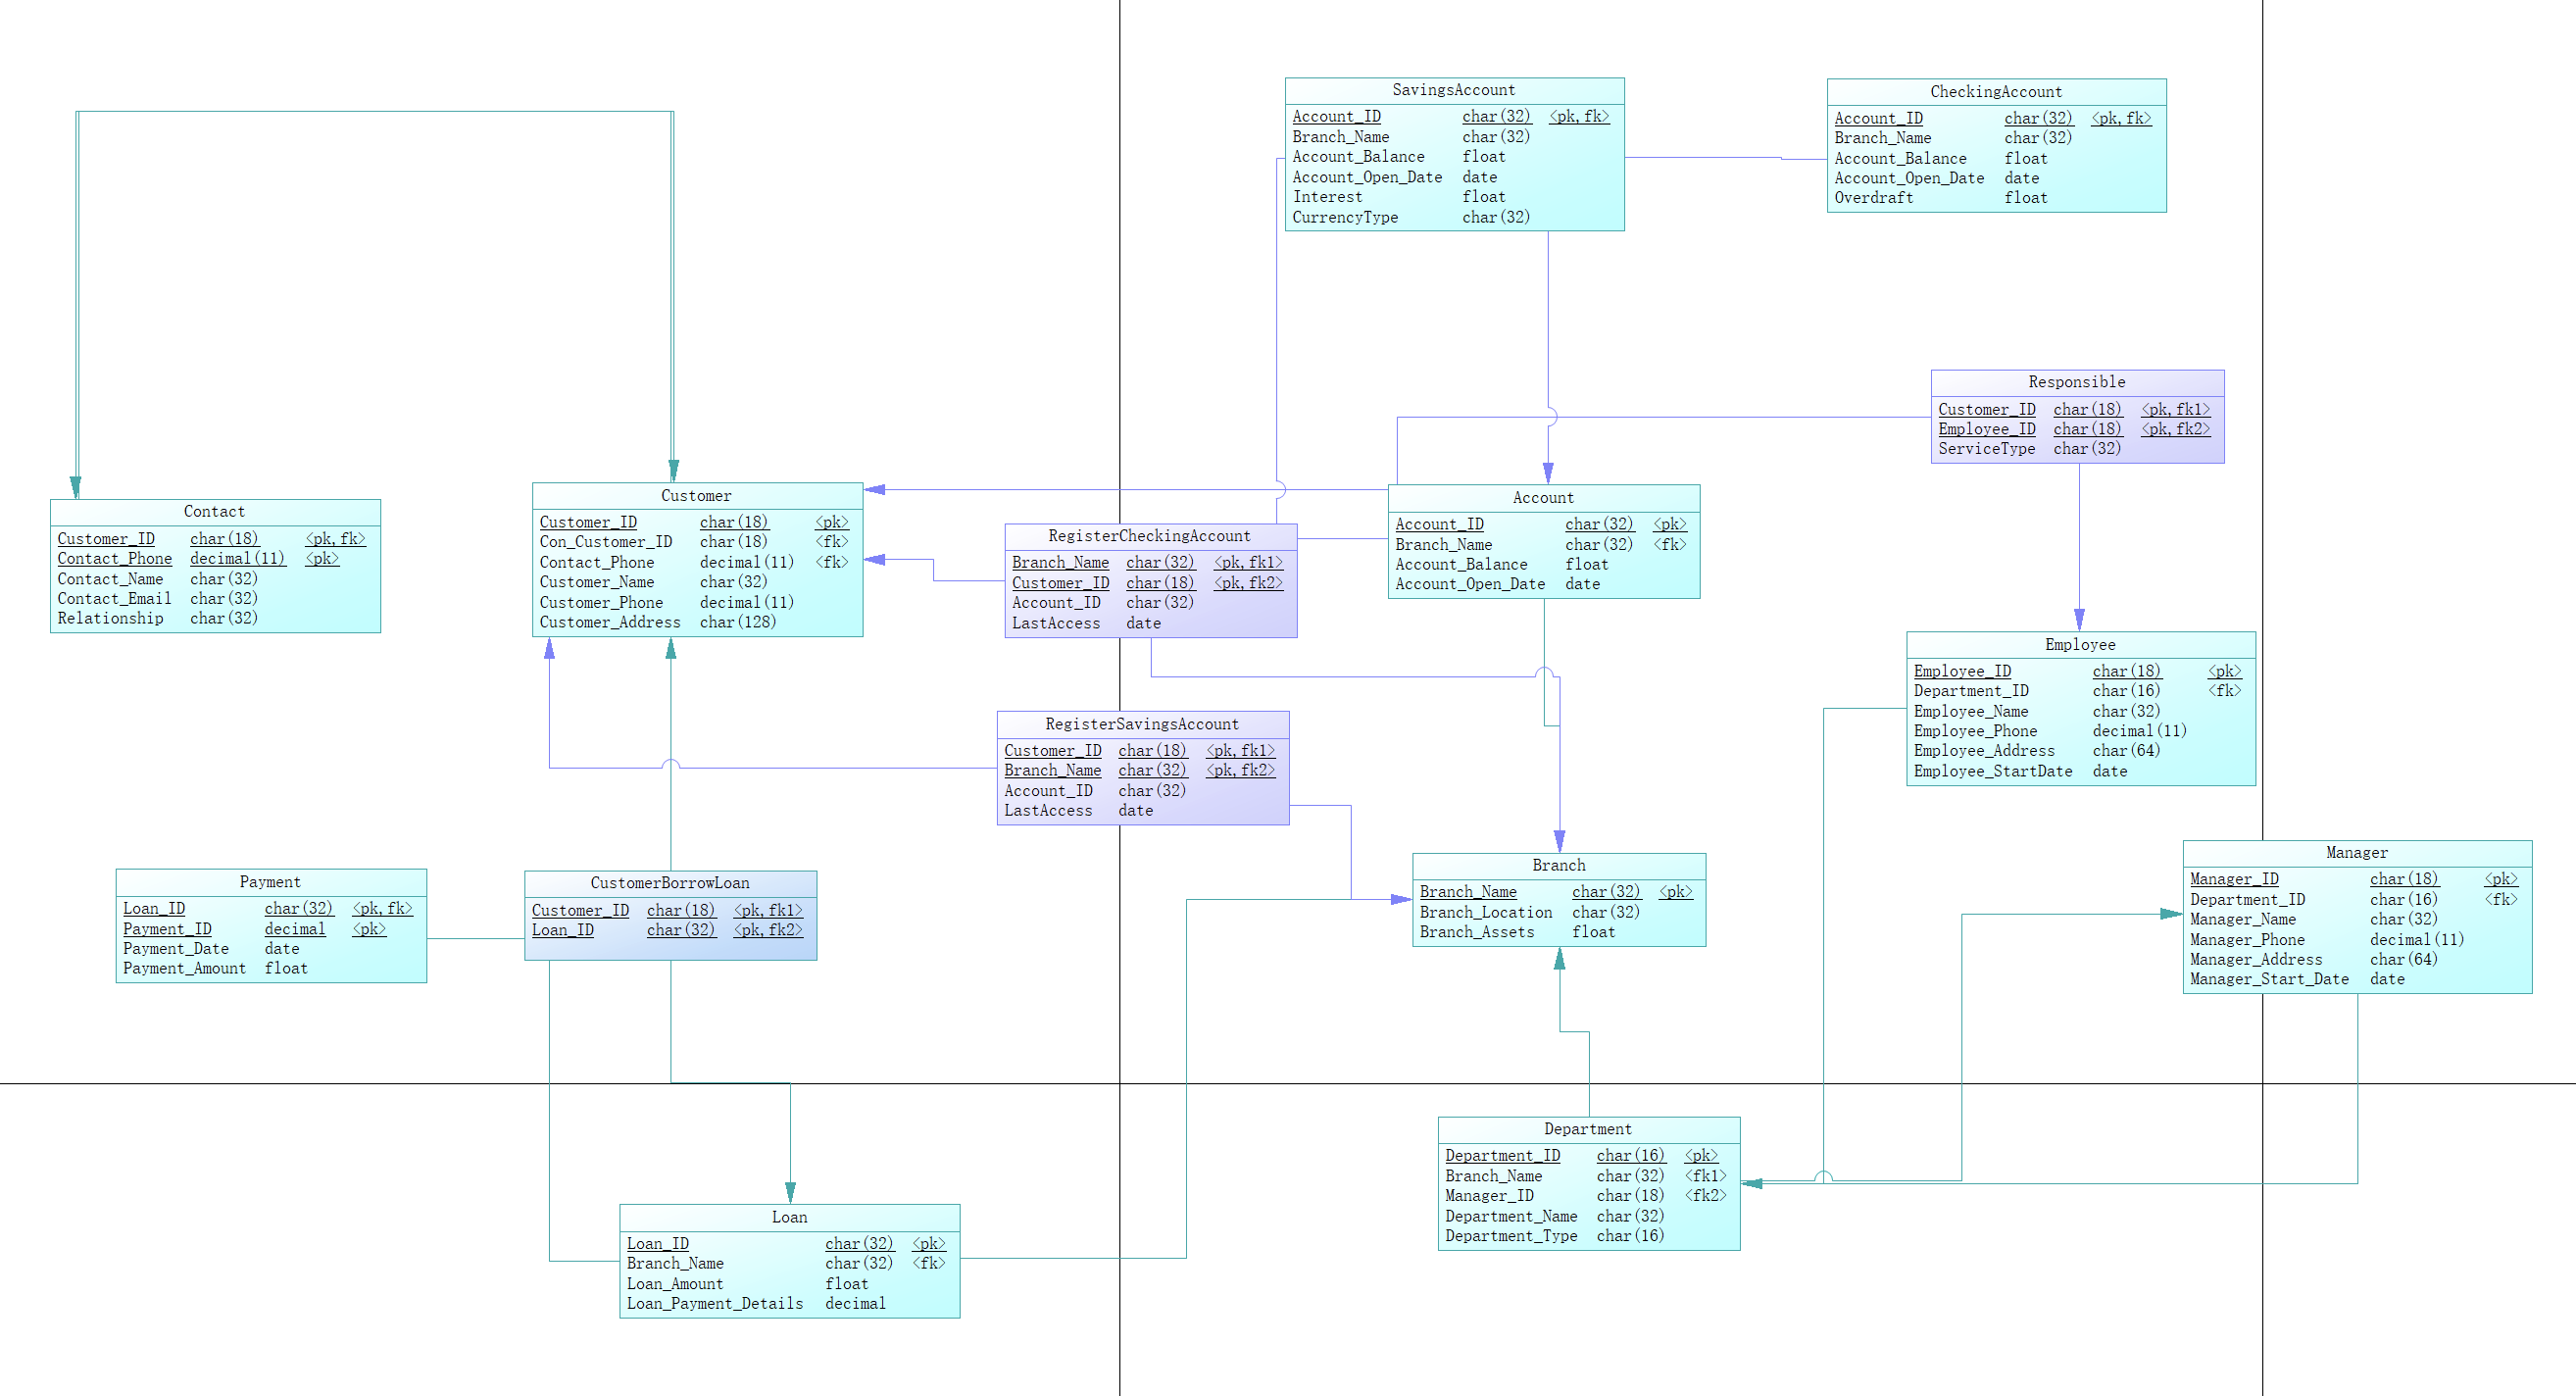 SavingsAccount
Account_ID char(32) <pk,fk>
Branch_Name char(32)
Account_Balance float
Account_Open_Date date
Interest float
CurrencyType char(32)
CheckingAccount
Account_ID char(32) <pk,fk>
Branch_Name char(32)
Account_Balance float
Account_Open_Date date
Overdraft float
Responsible
Customer_ID char(18) <pk,fk1>
Employee_ID char(18) <pk,fk2>
ServiceType char(32)
Contact
Customer_ID char(18) <pk,fk>
Contact_Phone decimal(11) <pk>
Contact_Name char(32)
Contact_Email char(32)
Relationship char(32)
Customer
Customer_ID char(18) <pk>
Con_Customer_ID char(18) <fk>
Contact_Phone decimal(11) <fk>
Customer_Name char(32)
Customer_Phone decimal(11)
Customer_Address char(128)
RegisterCheckingAccount
Branch_Name char(32) <pk,fk1>
Customer_ID char(18) <pk,fk2>
Account_ID char(32)
LastAccess date
Account
Account_ID char(32) <pk>
Branch_Name char(32) <fk>
Account_Balance float
Account_Open_Date date
Employee
Employee_ID char(18) <pk>
Department_ID char(16) <fk>
Employee_Name char(32)
Employee_Phone decimal(11)
Employee_Address char(64)
Employee_StartDate date
RegisterSavingsAccount
Customer_ID char(18) <pk,fk1>
Branch_Name char(32) <pk,fk2>
Account_ID char(32)
LastAccess date
Payment
Loan_ID char(32) <pk,fk>
Payment_ID decimal <pk>
Payment_Date date
Payment_Amount float
CustomerBorrowLoan
Customer_ID char(18) <pk,fk1>
Loan_ID char(32) <pk,fk2>
Branch
Branch_Name char(32) <pk>
Branch_Location char(32)
Branch_Assets float
Manager
Manager_ID char(18) <pk>
Department_ID char(16) <fk>
Manager_Name char(32)
Manager_Phone decimal(11)
Manager_Address char(64)
Manager_Start_Date date
Department
Department_ID char(16) <pk>
Branch_Name char(32) <fk1>
Manager_ID char(18) <fk2>
Department_Name char(32)
Department_Type char(16)
Loan
Loan_ID char(32) <pk>
Branch_Name char(32) <fk>
Loan_Amount float
Loan_Payment_Details decimal